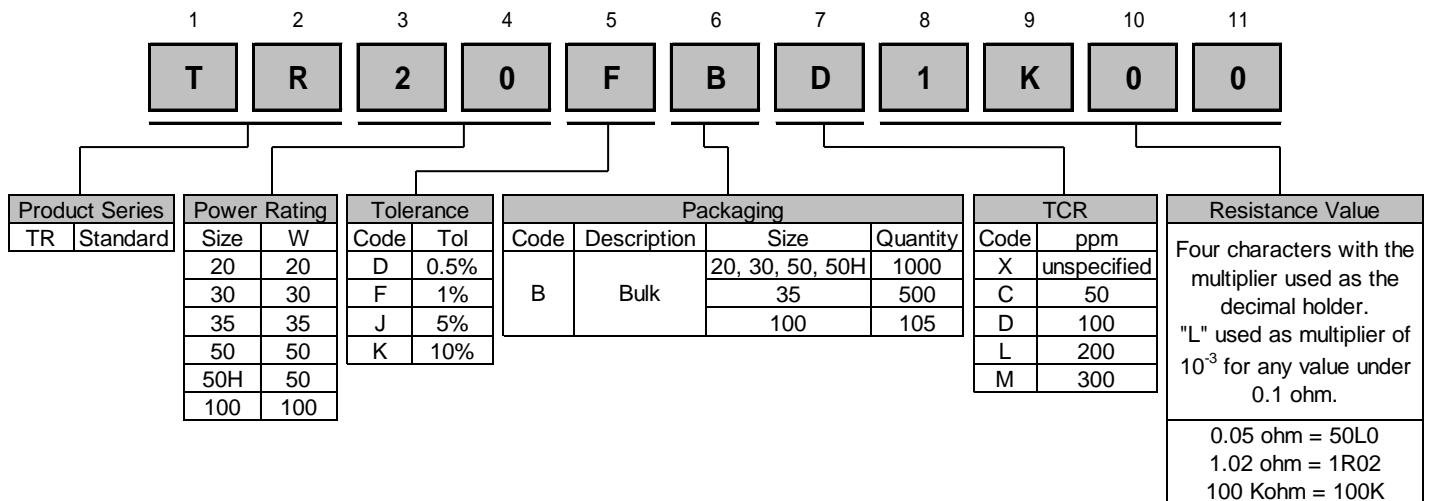 1 2 3 4 5 6 7 8 9 10 11
T R 2 0 F B D 1 K 0 0
Product Series
TR Standard
Power Rating
Size W
20 20
30 30
35 35
50 50
50H 50
100 100
Tolerance
Code Tol
D 0.5%
F 1%
J 5%
K 10%
Packaging
Code Description Size Quantity
B Bulk
20, 30, 50, 50H 1000
35 500
100 105
TCR
Code ppm
X unspecified
C 50
D 100
L 200
M 300
Resistance Value
Four characters with the
multiplier used as the
decimal holder.
"L" used as multiplier of
10⁻³ for any value under
0.1 ohm.
0.05 ohm = 50L0
1.02 ohm = 1R02
100 Kohm = 100K